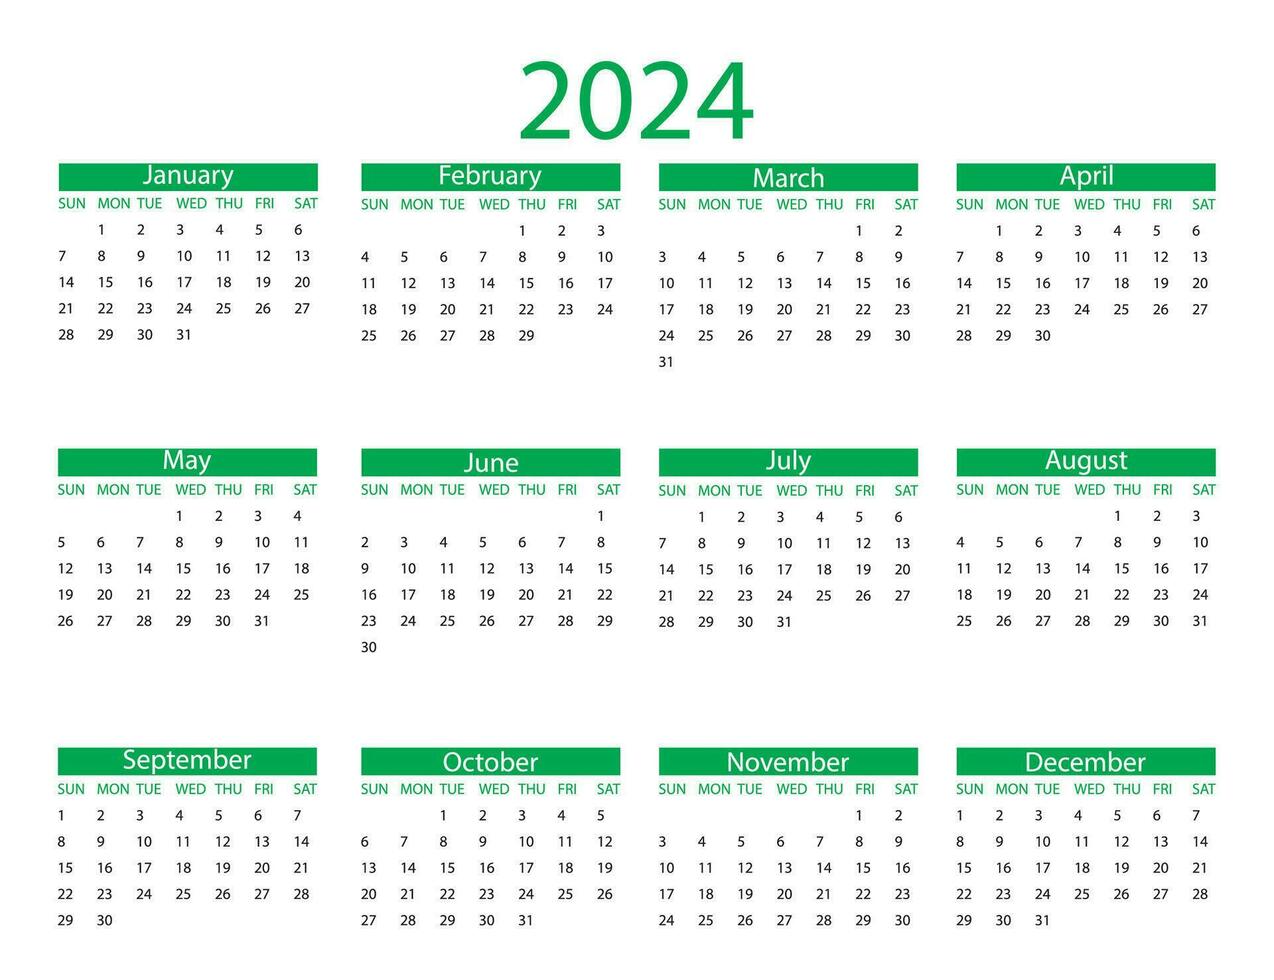 2024
January February March April
SUN MON TUE WED THU FRI SAT SUN MON TUE WED THU FRI SAT SUN MON TUE WED THU FRI SAT SUN MON TUE WED THU FRI SAT
1 2 3 4 5 6 1 2 3 1 2 1 2 3 4 5 6
7 8 9 10 11 12 13 4 5 6 7 8 9 10 3 4 5 6 7 8 9 7 8 9 10 11 12 13
14 15 16 17 18 19 20 11 12 13 14 15 16 17 10 11 12 13 14 15 16 14 15 16 17 18 19 20
21 22 23 24 25 26 27 18 19 20 21 22 23 24 17 18 19 20 21 22 23 21 22 23 24 25 26 27
28 29 30 31 25 26 27 28 29 24 25 26 27 28 29 30 28 29 30
31
May June July August
SUN MON TUE WED THU FRI SAT SUN MON TUE WED THU FRI SAT SUN MON TUE WED THU FRI SAT SUN MON TUE WED THU FRI SAT
1 2 3 4 1 1 2 3 4 5 6 1 2 3
5 6 7 8 9 10 11 2 3 4 5 6 7 8 7 8 9 10 11 12 13 4 5 6 7 8 9 10
12 13 14 15 16 17 18 9 10 11 12 13 14 15 14 15 16 17 18 19 20 11 12 13 14 15 16 17
19 20 21 22 23 24 25 16 17 18 19 20 21 22 21 22 23 24 25 26 27 18 19 20 21 22 23 24
26 27 28 29 30 31 23 24 25 26 27 28 29 28 29 30 31 25 26 27 28 29 30 31
30
September October November December
SUN MON TUE WED THU FRI SAT SUN MON TUE WED THU FRI SAT SUN MON TUE WED THU FRI SAT SUN MON TUE WED THU FRI SAT
1 2 3 4 5 6 7 1 2 3 4 5 1 2 1 2 3 4 5 6 7
8 9 10 11 12 13 14 6 7 8 9 10 11 12 3 4 5 6 7 8 9 8 9 10 11 12 13 14
15 16 17 18 19 20 21 13 14 15 16 17 18 19 10 11 12 13 14 15 16 15 16 17 18 19 20 21
22 23 24 25 26 27 28 20 21 22 23 24 25 26 17 18 19 20 21 22 23 22 23 24 25 26 27 28
29 30 27 28 29 30 31 24 25 26 27 28 29 30 29 30 31